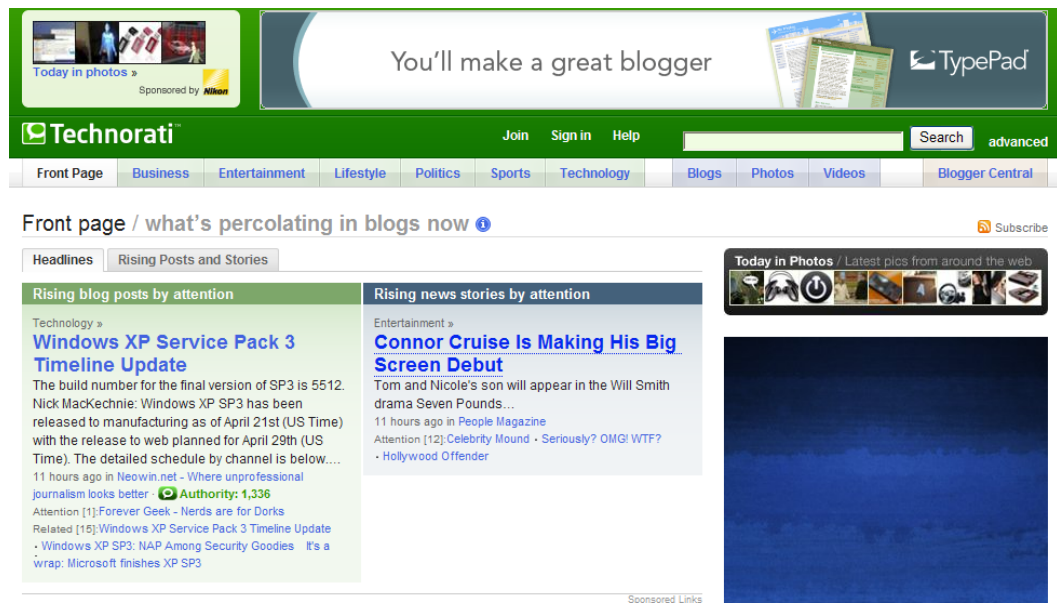 Today in photos »
Sponsored by Nikon
You'll make a great blogger
TypePad
Technorati™
Join Sign in Help Search advanced
Front Page Business Entertainment Lifestyle Politics Sports Technology Blogs Photos Videos Blogger Central
Front page / what's percolating in blogs now
Subscribe
Headlines Rising Posts and Stories
Rising blog posts by attention
Technology »
Windows XP Service Pack 3
Timeline Update
The build number for the final version of SP3 is 5512.
Nick MacKechnie: Windows XP SP3 has been
released to manufacturing as of April 21st (US Time)
with the release to web planned for April 29th (US
Time). The detailed schedule by channel is below....
11 hours ago in Neowin.net - Where unprofessional
journalism looks better · Authority: 1,336
Attention [1]:Forever Geek - Nerds are for Dorks
Related [15]:Windows XP Service Pack 3 Timeline Update
· Windows XP SP3: NAP Among Security Goodies · It's a
wrap: Microsoft finishes XP SP3
Rising news stories by attention
Entertainment »
Connor Cruise Is Making His Big
Screen Debut
Tom and Nicole's son will appear in the Will Smith
drama Seven Pounds…
11 hours ago in People Magazine
Attention [12]:Celebrity Mound · Seriously? OMG! WTF?
· Hollywood Offender
Today in Photos / Latest pics from around the web
Sponsored Links